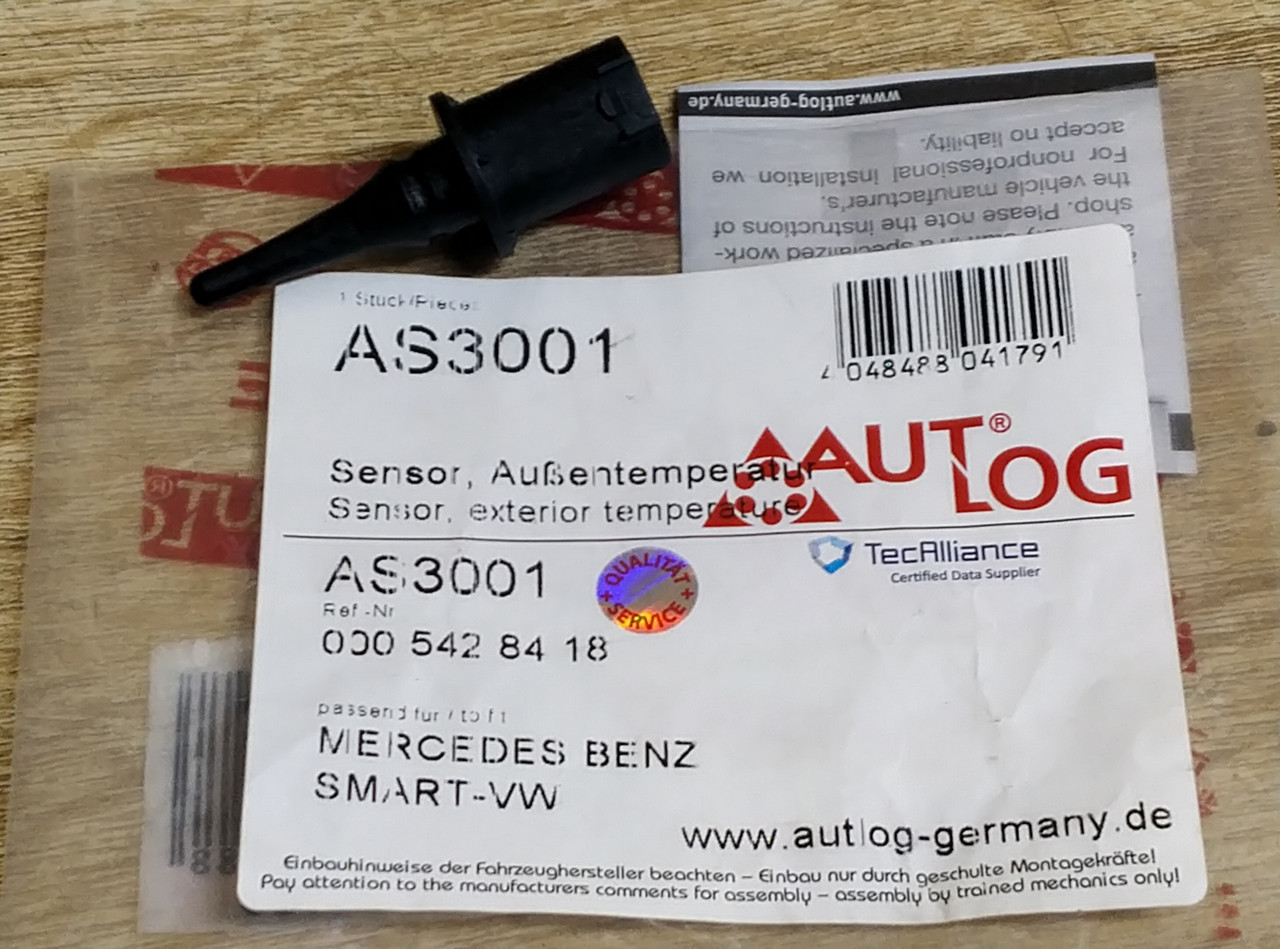 www.autlog-germany.de
accept no liability.
For nonprofessional installation we
the vehicle manufacturer's.
shop. Please note the instructions of
in a specialized work-
1 Stück/Piece
AS3001
4 048488 041791
Sensor, Außentemperatur
Sensor, exterior temperature
AUTLOG®
AS3001
Ref.-Nr
000 542 84 18
QUALITÄT
+ +
SERVICE
TecAlliance
Certified Data Supplier
passend für / to fit
MERCEDES BENZ
SMART-VW
www.autlog-germany.de
Einbauhinweise der Fahrzeughersteller beachten – Einbau nur durch geschulte Montagekräfte!
Pay attention to the manufacturers comments for assembly – assembly by trained mechanics only!